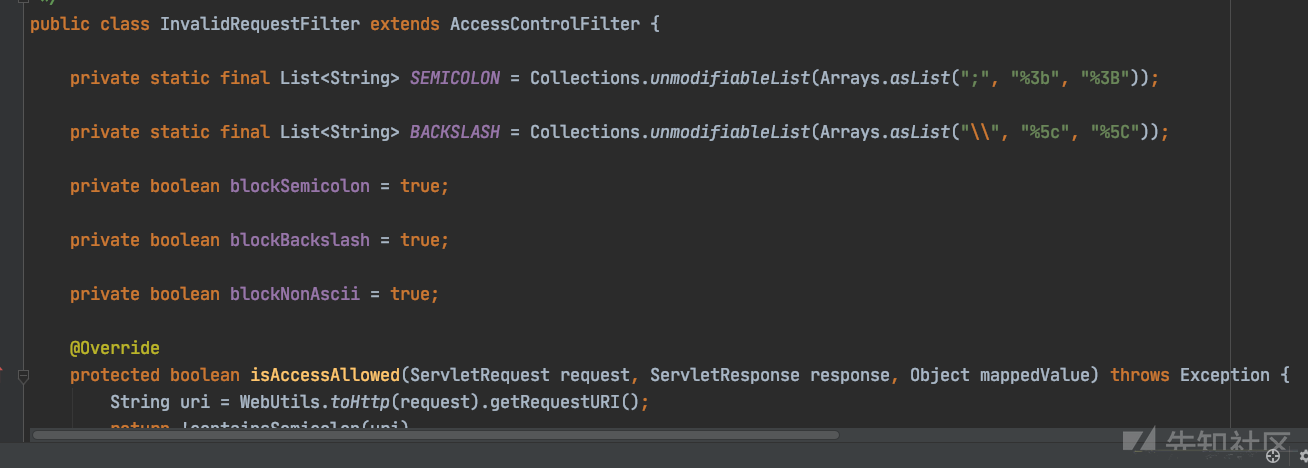 */
public class InvalidRequestFilter extends AccessControlFilter {
private static final List<String> SEMICOLON = Collections.unmodifiableList(Arrays.asList(";", "%3b", "%3B"));
private static final List<String> BACKSLASH = Collections.unmodifiableList(Arrays.asList("\\", "%5c", "%5C"));
private boolean blockSemicolon = true;
private boolean blockBackslash = true;
private boolean blockNonAscii = true;
@Override
protected boolean isAccessAllowed(ServletRequest request, ServletResponse response, Object mappedValue) throws Exception {
String uri = WebUtils.toHttp(request).getRequestURI();
return !containsSemicolon(uri)
先知社区